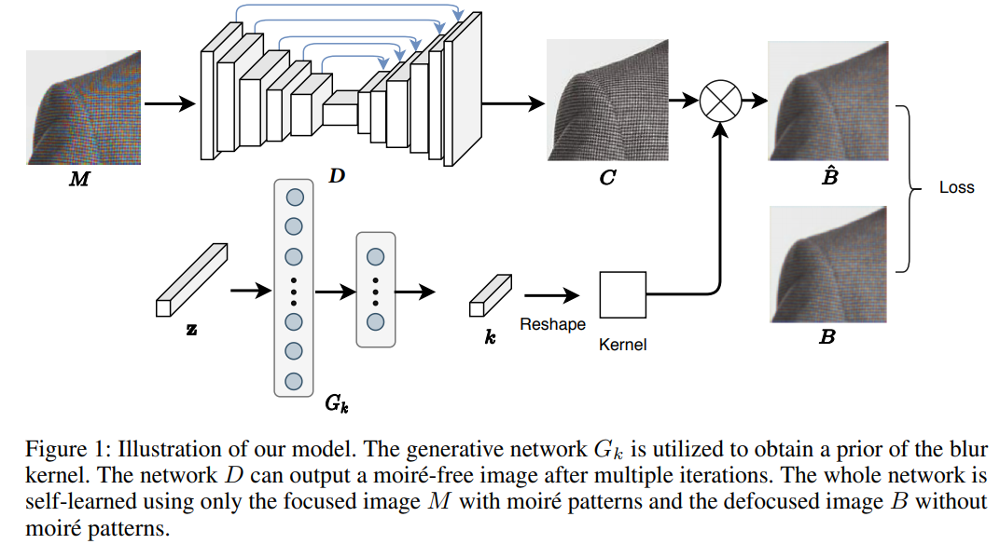 M
D
C
B̂
Loss
z
G_k
k
Reshape
Kernel
B
Figure 1: Illustration of our model. The generative network G_k is utilized to obtain a prior of the blur
kernel. The network D can output a moiré-free image after multiple iterations. The whole network is
self-learned using only the focused image M with moiré patterns and the defocused image B without
moiré patterns.